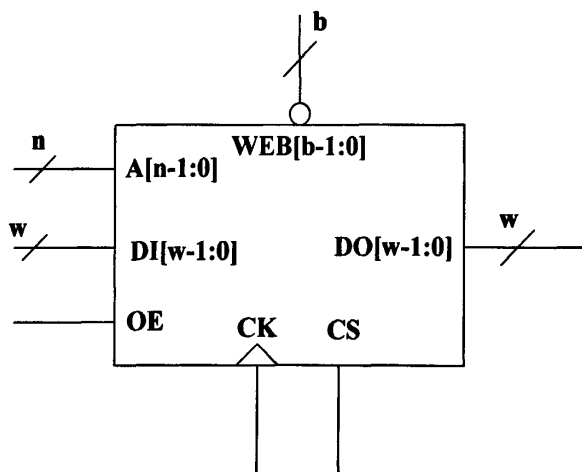 b
WEB[b-1:0]
n
A[n-1:0]
w
DI[w-1:0]
DO[w-1:0]
w
OE
CK
CS